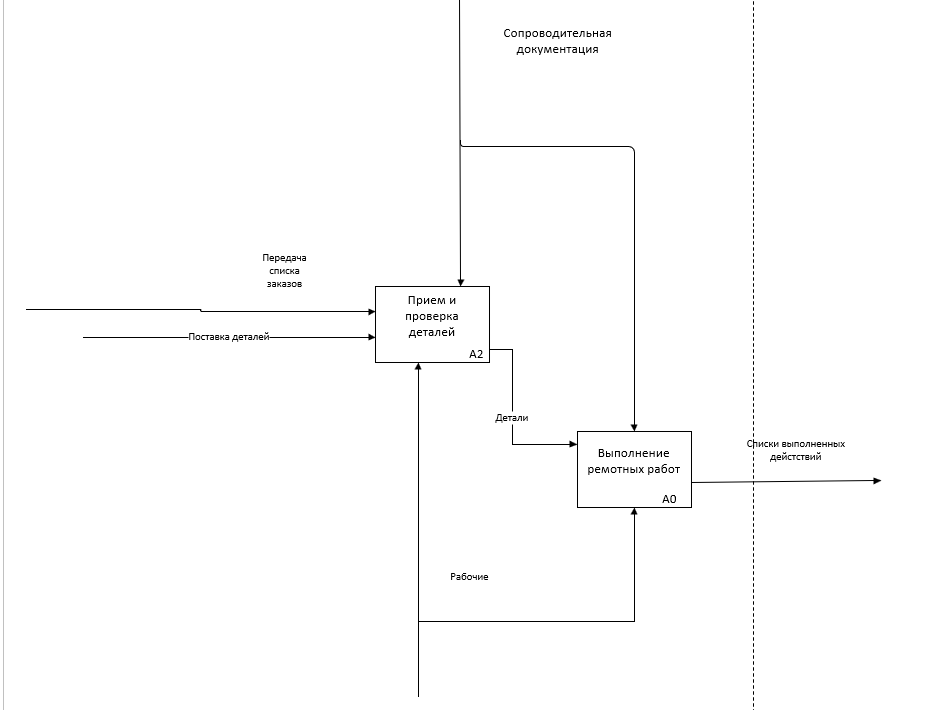 Сопроводительная
документация
Передача
списка
заказов
Прием и
проверка
деталей
A2
Поставка деталей
Детали
Выполнение
ремотных работ
A0
Списки выполненных
дейстствий
Рабочие